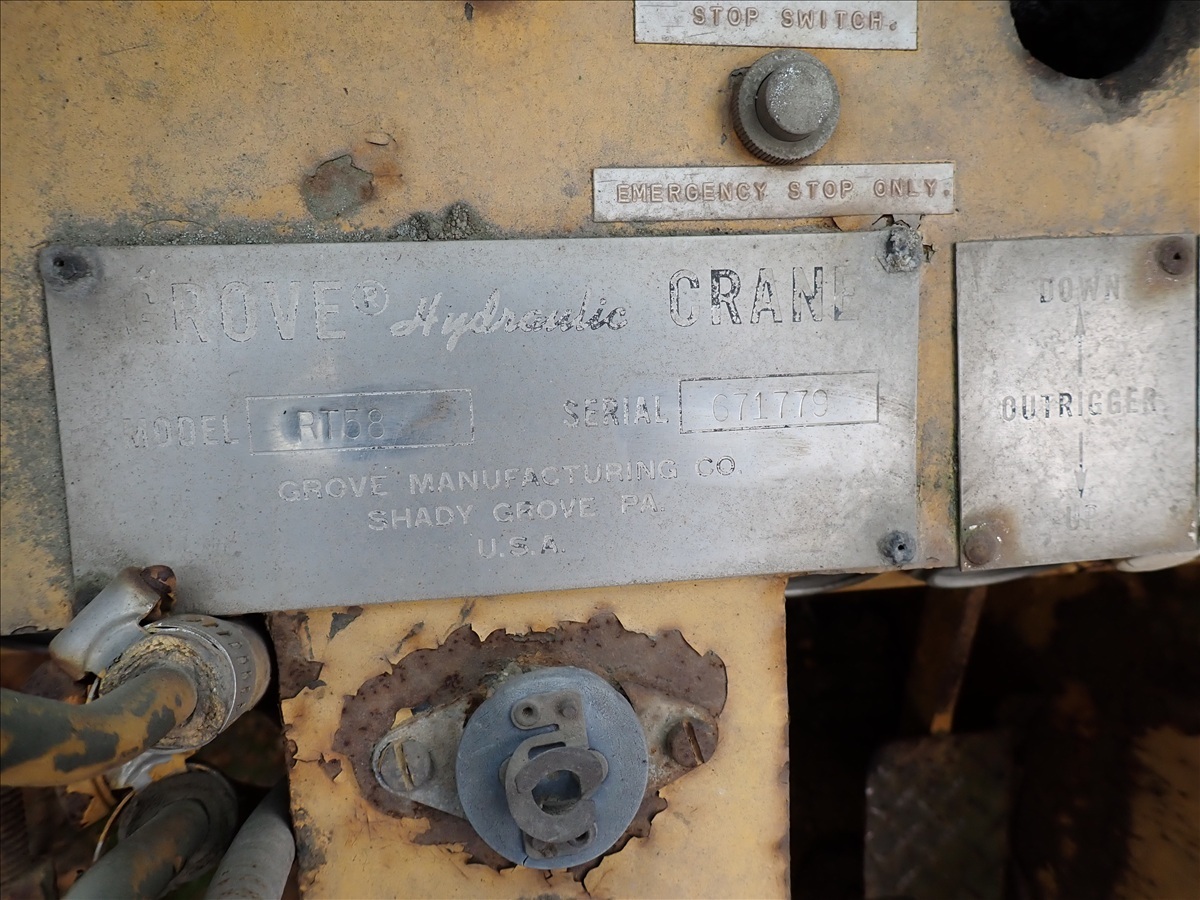 STOP SWITCH.
EMERGENCY STOP ONLY.
GROVE® Hydraulic CRANE
MODEL RT58 SERIAL 671779
GROVE MANUFACTURING CO.
SHADY GROVE PA.
U.S.A.
DOWN
OUTRIGGER
UP